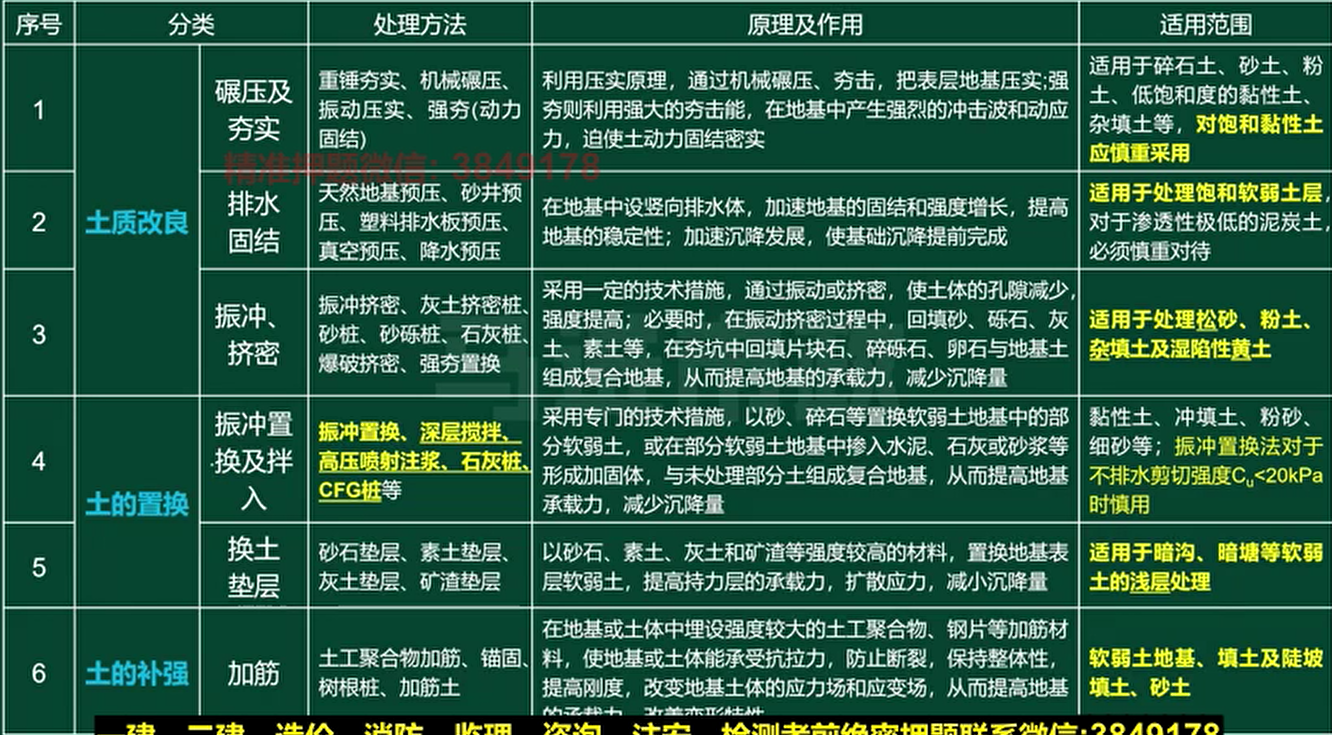 序号 分类 处理方法 原理及作用 适用范围
1
土质改良
碾压及
夯实
重锤夯实、机械碾压、
振动压实、强夯(动力
固结)
利用压实原理，通过机械碾压、夯击，把表层地基压实;强
夯则利用强大的夯击能，在地基中产生强烈的冲击波和动应
力，迫使土动力固结密实
适用于碎石土、砂土、粉
土、低饱和度的黏性土、
杂填土等，对饱和黏性土
应慎重采用
精准押题微信: 3849178
2
排水
固结
天然地基预压、砂井预
压、塑料排水板预压、
真空预压、降水预压
在地基中设竖向排水体，加速地基的固结和强度增长，提高
地基的稳定性；加速沉降发展，使基础沉降提前完成
适用于处理饱和软弱土层，
对于渗透性极低的泥炭土，
必须慎重对待
3
振冲、
挤密
振冲挤密、灰土挤密桩、
砂桩、砂砾桩、石灰桩、
爆破挤密、强夯置换
采用一定的技术措施，通过振动或挤密，使土体的孔隙减少，
强度提高；必要时，在振动挤密过程中，回填砂、砾石、灰
土、素土等，在夯坑中回填片块石、碎砾石、卵石与地基土
组成复合地基，从而提高地基的承载力，减少沉降量
适用于处理松砂、粉土、
杂填土及湿陷性黄土
4
土的置换
振冲置
换及拌
入
振冲置换、深层搅拌、
高压喷射注浆、石灰桩、
CFG桩等
采用专门的技术措施，以砂、碎石等置换软弱土地基中的部
分软弱土，或在部分软弱土地基中掺入水泥、石灰或砂浆等
形成加固体，与未处理部分土组成复合地基，从而提高地基
承载力，减少沉降量
黏性土、冲填土、粉砂、
细砂等；振冲置换法对于
不排水剪切强度Cu<20kPa
时慎用
5
换土
垫层
砂石垫层、素土垫层、
灰土垫层、矿渣垫层
以砂石、素土、灰土和矿渣等强度较高的材料，置换地基表
层软弱土，提高持力层的承载力，扩散应力，减小沉降量
适用于暗沟、暗塘等软弱
土的浅层处理
6
土的补强
加筋
土工聚合物加筋、锚固、
树根桩、加筋土
在地基或土体中埋设强度较大的土工聚合物、钢片等加筋材
料，使地基或土体能承受抗拉力，防止断裂，保持整体性，
提高刚度，改变地基土体的应力场和应变场，从而提高地基
的承载力，改善变形特性
软弱土地基、填土及陡坡
填土、砂土
一建、二建、造价、消防、监理、咨询、注安、检测考前绝密押题联系微信:3849178